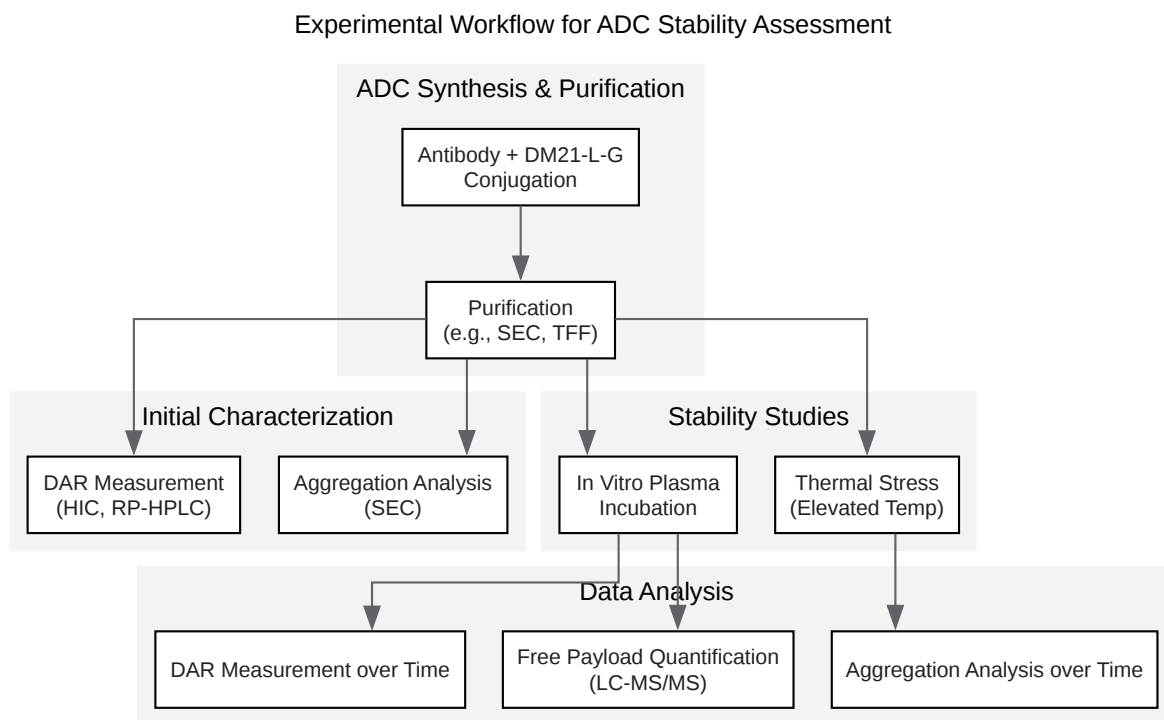 Experimental Workflow for ADC Stability Assessment
ADC Synthesis & Purification
Antibody + DM21-L-G
Conjugation
Purification
(e.g., SEC, TFF)
Initial Characterization
DAR Measurement
(HIC, RP-HPLC)
Aggregation Analysis
(SEC)
Stability Studies
In Vitro Plasma
Incubation
Thermal Stress
(Elevated Temp)
Data Analysis
DAR Measurement over Time
Free Payload Quantification
(LC-MS/MS)
Aggregation Analysis over Time